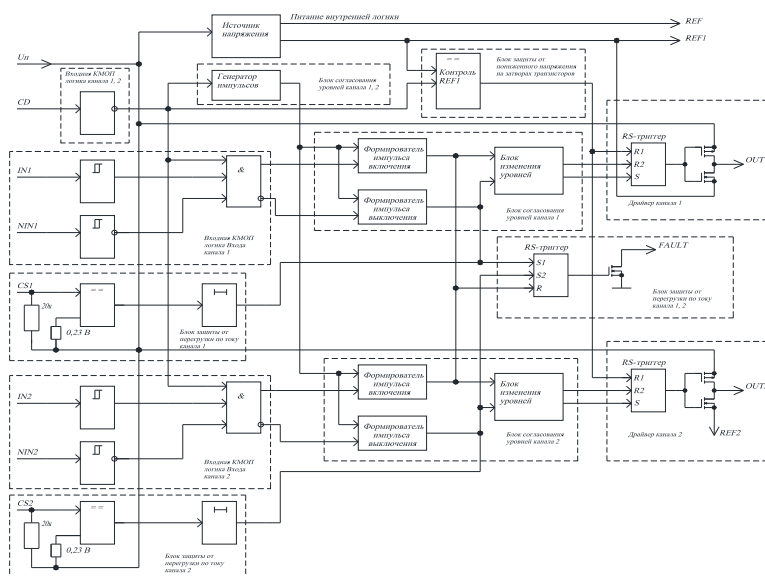 Источник
напряжения
Питание внутренней логики
REF
REF1
Uп
Входная КМОП
логика канала 1, 2
CD
Генератор
импульсов
Блок согласования
уровней канала 1, 2
= =
Контроль
REF1
Блок защиты от
пониженного напряжения
на затворах транзисторов
IN1
NIN1
&
Входная КМОП
логика Входа
канала 1
Формирователь
импульса
включения
Формирователь
импульса
выключения
Блок
изменения
уровней
Блок согласования
уровней канала 1
RS-триггер
R1
R2
S
OUT
Драйвер канала 1
RS-триггер
S1
S2
R
FAULT
Блок защиты от
перегрузки по току
канала 1, 2
CS1
= =
20к
0,23 В
Блок защиты от
перегрузки по току
канала 1
IN2
NIN2
&
Входная КМОП
логика Входа
канала 2
Формирователь
импульса
включения
Формирователь
импульса
выключения
Блок
изменения
уровней
Блок согласования
уровней канала 2
RS-триггер
R1
R2
S
OUT
REF2
Драйвер канала 2
CS2
= =
20к
0,23 В
Блок защиты от
перегрузки по току
канала 2